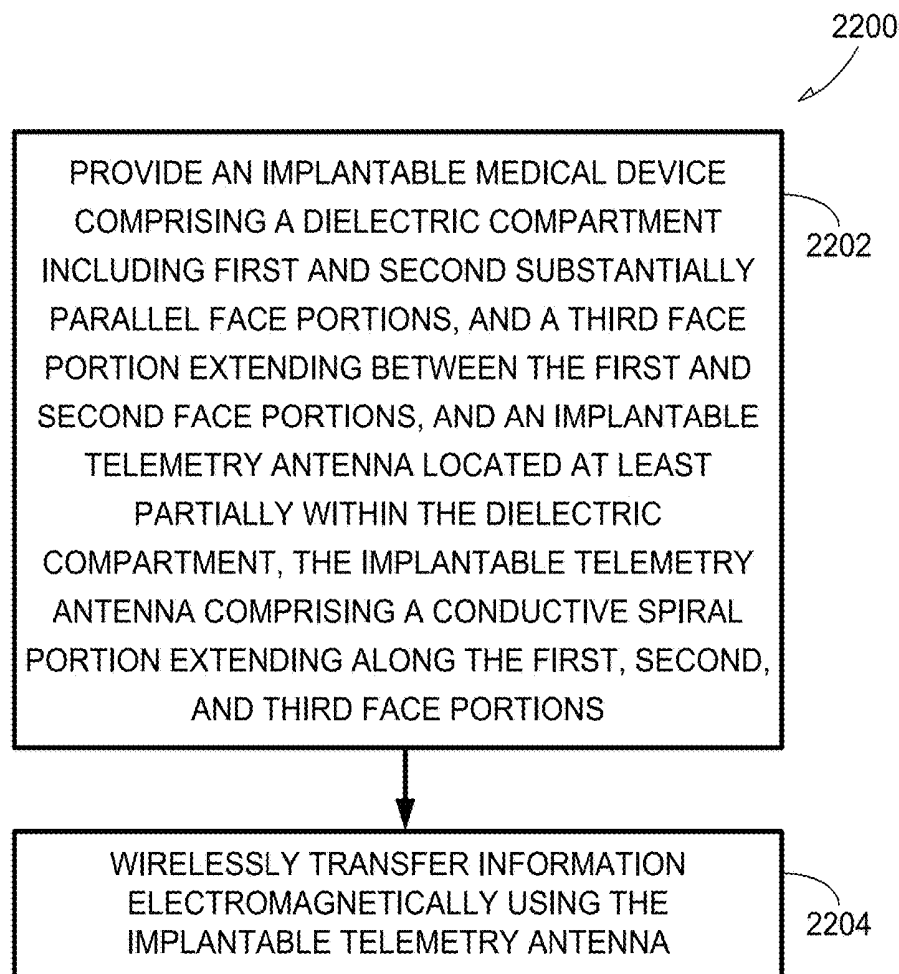 2200
PROVIDE AN IMPLANTABLE MEDICAL DEVICE
COMPRISING A DIELECTRIC COMPARTMENT
INCLUDING FIRST AND SECOND SUBSTANTIALLY
PARALLEL FACE PORTIONS, AND A THIRD FACE
PORTION EXTENDING BETWEEN THE FIRST AND
SECOND FACE PORTIONS, AND AN IMPLANTABLE
TELEMETRY ANTENNA LOCATED AT LEAST
PARTIALLY WITHIN THE DIELECTRIC
COMPARTMENT, THE IMPLANTABLE TELEMETRY
ANTENNA COMPRISING A CONDUCTIVE SPIRAL
PORTION EXTENDING ALONG THE FIRST, SECOND,
AND THIRD FACE PORTIONS
2202
WIRELESSLY TRANSFER INFORMATION
ELECTROMAGNETICALLY USING THE
IMPLANTABLE TELEMETRY ANTENNA
2204